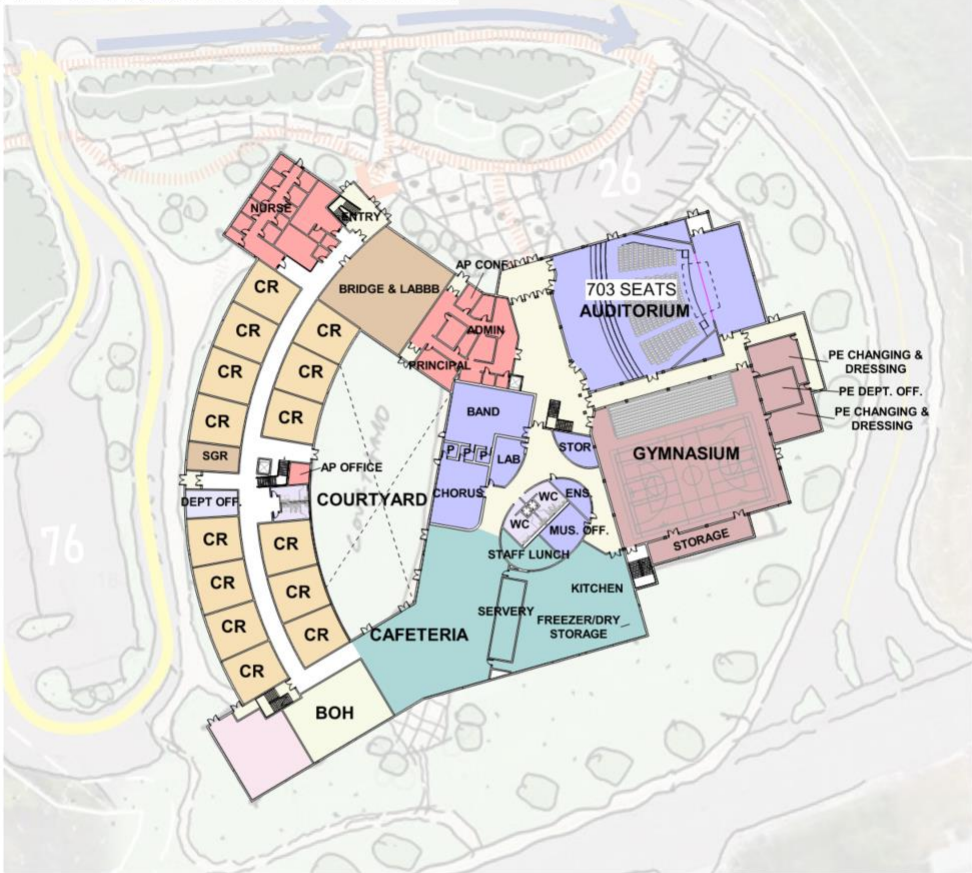 26
NURSE
ENTRY
AP CONF.
BRIDGE & LABBB
CR
703 SEATS
AUDITORIUM
CR
CR
ADMIN
PRINCIPAL
CR
CR
PE CHANGING &
DRESSING
PE DEPT. OFF.
PE CHANGING &
DRESSING
CR
CR
BAND
SGR
P P P
LAB
STOR
GYMNASIUM
AP OFFICE
DEPT OFF.
COURTYARD
CHORUS
WC
ENS.
WC
MUS. OFF.
76
CR
CR
STAFF LUNCH
STORAGE
CR
CR
KITCHEN
SERVERY
FREEZER/DRY
STORAGE
CR
CR
CAFETERIA
CR
BOH